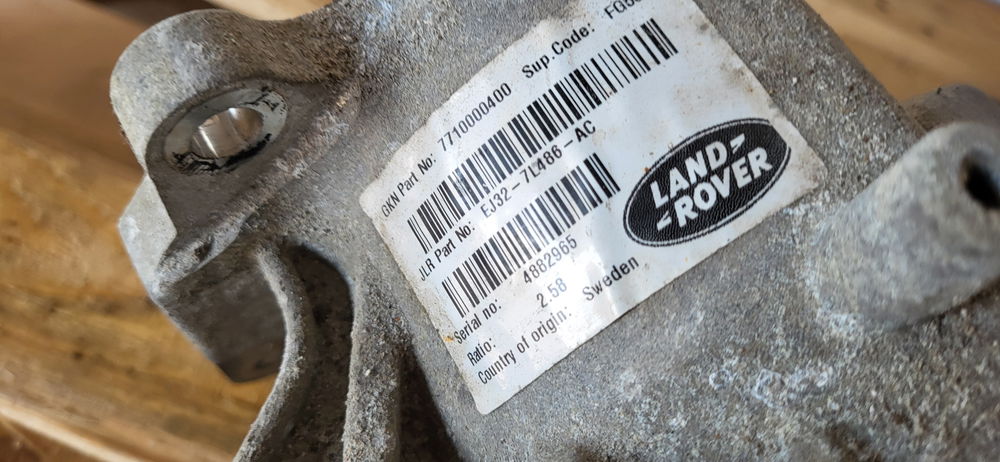 GKN Part No: 7710000400 Sup.Code:
JLR Part No: EJ32-7L486-AC
Serial no: 4882965
Ratio: 2.58
Country of origin: Sweden
LAND
ROVER